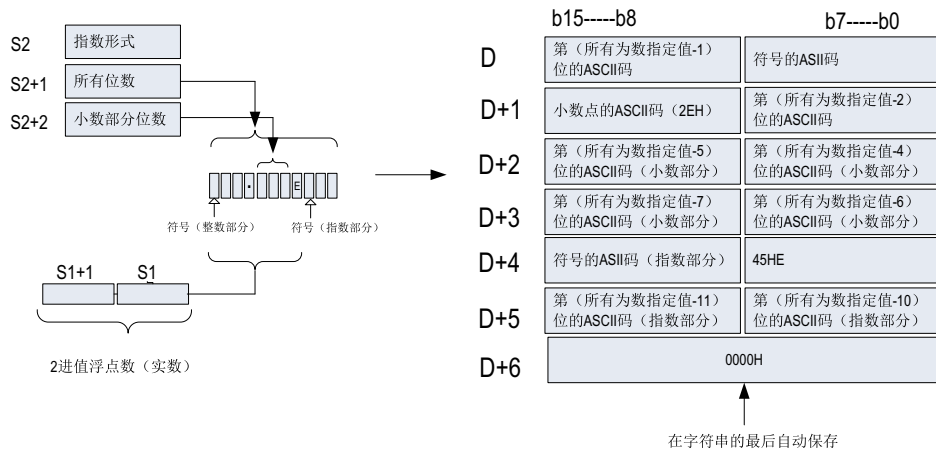 S2
指数形式
S2+1
所有位数
S2+2
小数部分位数
.
E
符号（整数部分）
符号（指数部分）
S1+1
S1
2进值浮点数（实数）
b15-----b8
b7-----b0
D
第（所有为数指定值-1）
位的ASCII码
符号的ASII码
D+1
小数点的ASCII码（2EH）
第（所有为数指定值-2）
位的ASCII码
D+2
第（所有为数指定值-5）
位的ASCII码（小数部分）
第（所有为数指定值-4）
位的ASCII码（小数部分）
D+3
第（所有为数指定值-7）
位的ASCII码（小数部分）
第（所有为数指定值-6）
位的ASCII码（小数部分）
D+4
符号的ASII码（指数部分）
45HE
D+5
第（所有为数指定值-11）
位的ASCII码（指数部分）
第（所有为数指定值-10）
位的ASCII码（指数部分）
D+6
0000H
在字符串的最后自动保存